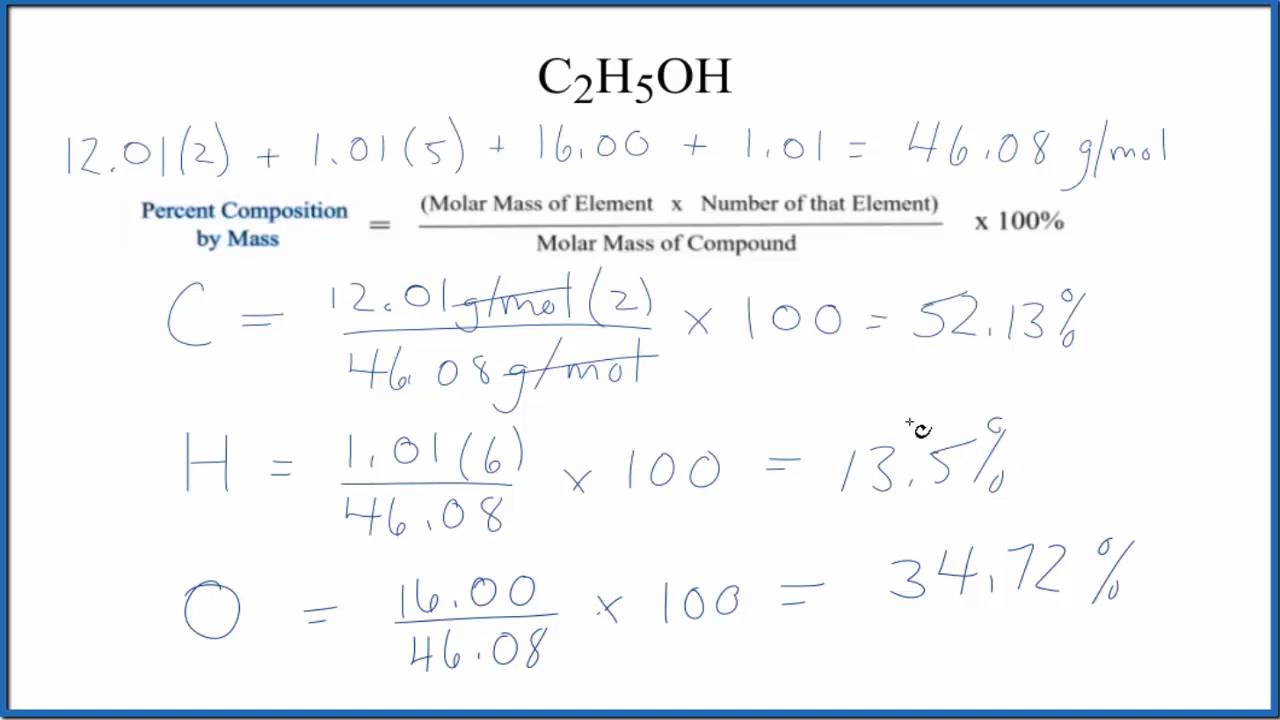 C₂H₅OH
12.01(2) + 1.01(5) + 16.00 + 1.01 = 46.08 g/mol
Percent Composition by Mass = (Molar Mass of Element x Number of that Element) / Molar Mass of Compound x 100%
C = 12.01 g/mol (2) / 46.08 g/mol × 100 = 52.13%
H = 1.01(6) / 46.08 × 100 = 13.5%
O = 16.00 / 46.08 × 100 = 34.72%